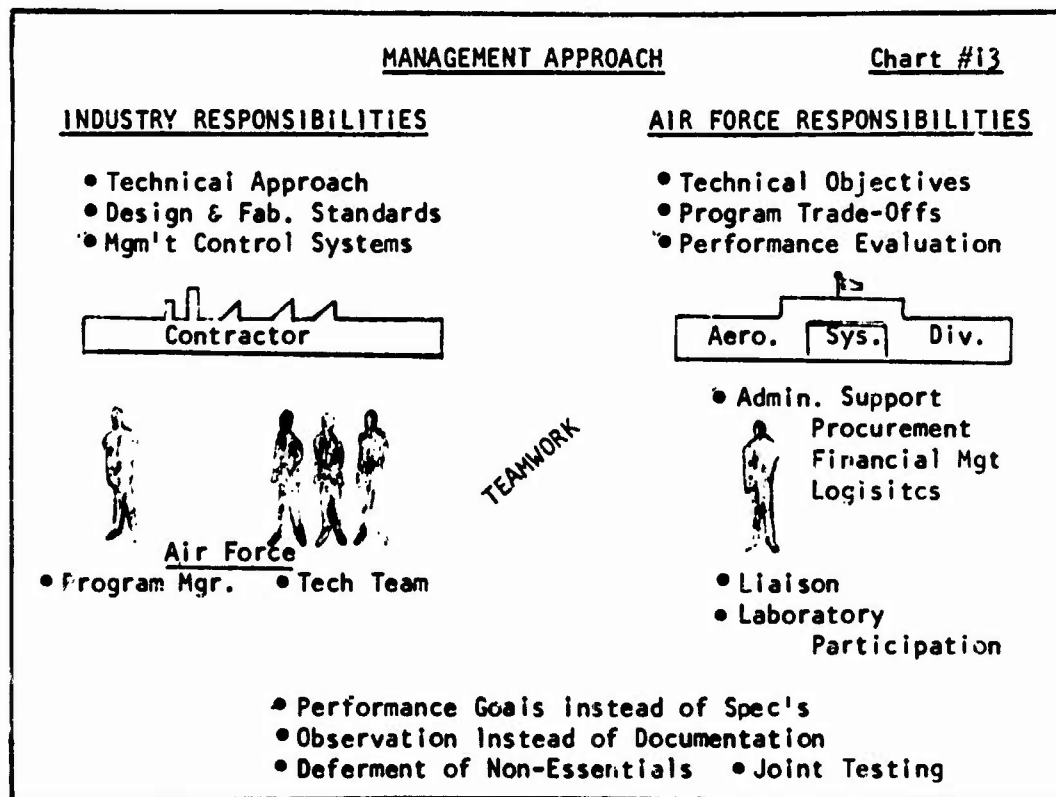 MANAGEMENT APPROACH
Chart #13
INDUSTRY RESPONSIBILITIES
• Technical Approach
• Design & Fab. Standards
• Mgm't Control Systems
Contractor
Air Force
• Program Mgr. • Tech Team
TEAMWORK
AIR FORCE RESPONSIBILITIES
• Technical Objectives
• Program Trade-Offs
• Performance Evaluation
Aero. Sys. Div.
• Admin. Support
Procurement
Financial Mgt
Logisitcs
• Liaison
• Laboratory
Participation
• Performance Goals instead of Spec's
• Observation Instead of Documentation
• Deferment of Non-Essentials • Joint Testing